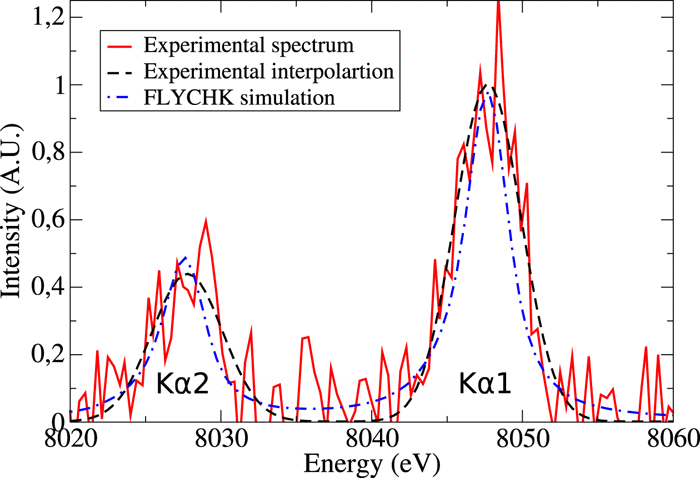 1,2
1
0,8
0,6
0,4
0,2
0
Intensity (A.U.)
Experimental spectrum
Experimental interpolartion
FLYCHK simulation
Kα2
Kα1
8020
8030
8040
8050
8060
Energy (eV)